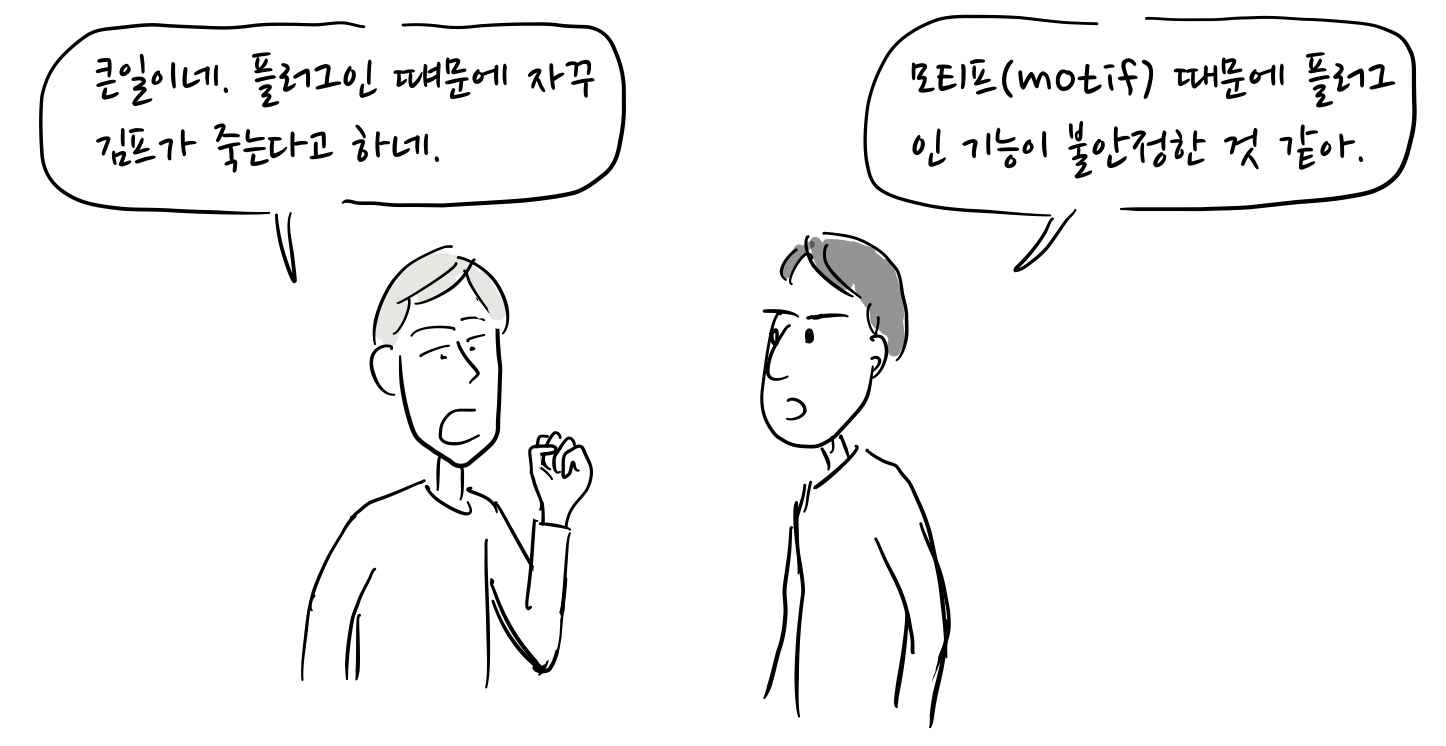 큰일이네. 플러그인 떄문에 자꾸
김프가 죽는다고 하네.
모티프(motif) 때문에 플러그
인 기능이 불안정한 것 같아.